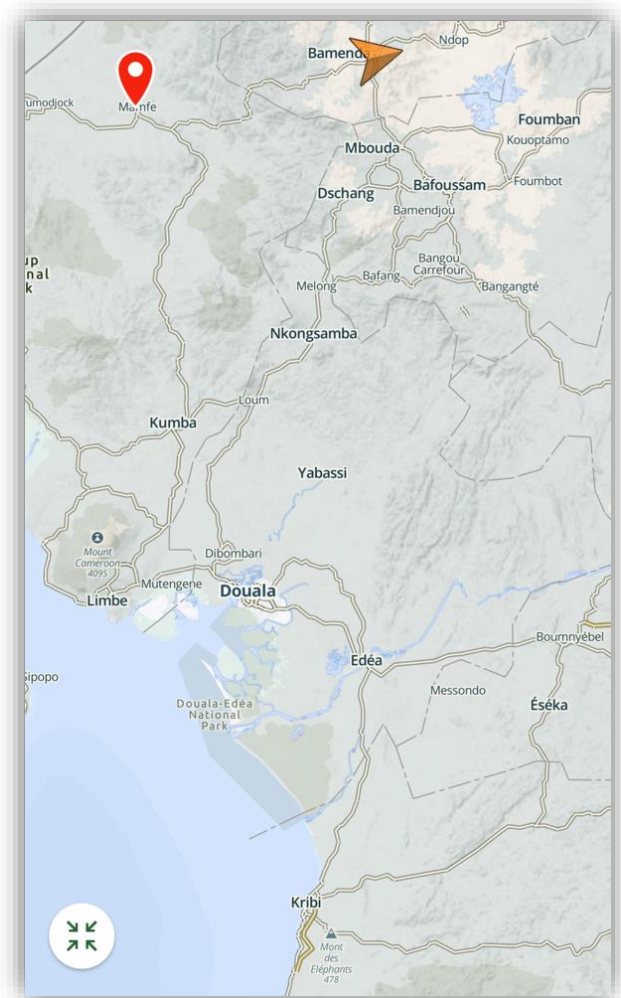 Ndop
Bamenda
umodjock
Mamfe
Foumban
Kouoptamo
Mbouda
Dschang
Bafoussam
Foumbot
Bamendjou
up
nal
k
Bangou
Carrefour
Bafang
Melong
Bangangté
Nkongsamba
Loum
Kumba
Yabassi
Mount
Cameroon
4095
Dibombari
Mutengene
Douala
Limbe
Boumnyébel
Edéa
Sipopo
Messondo
Éséka
Douala-Edéa
National
Park
Kribi
Mont
des
Eléphants
478